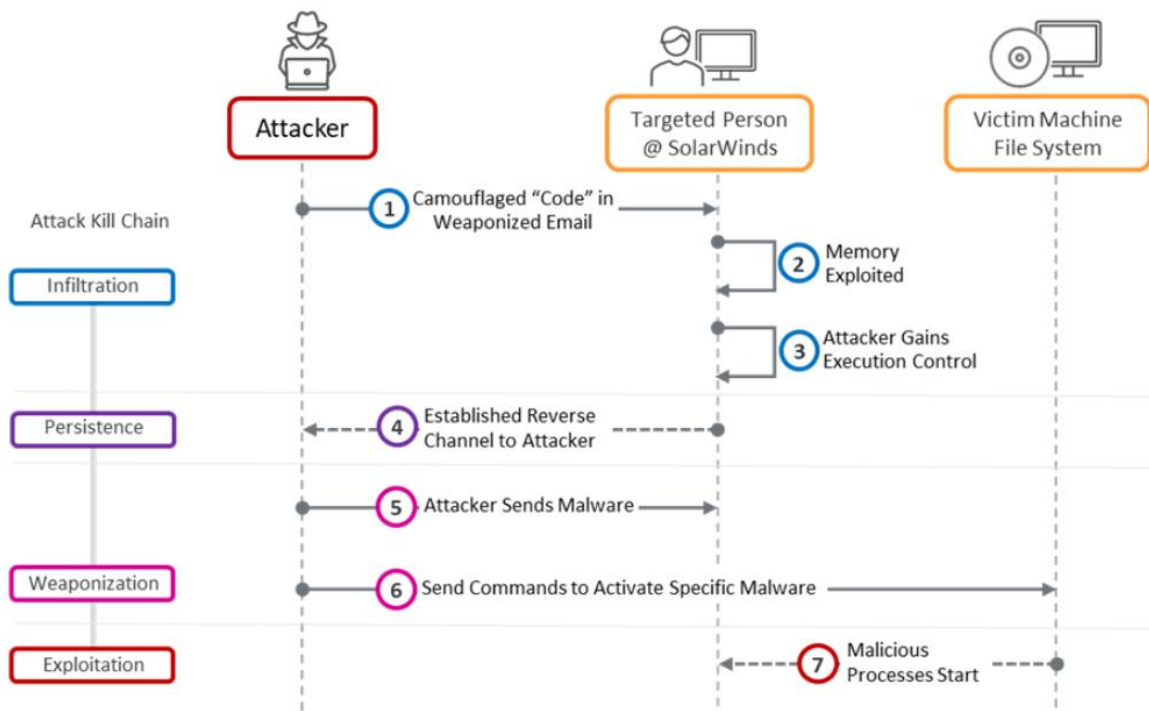 Attacker
Targeted Person
@ SolarWinds
Victim Machine
File System
Attack Kill Chain
1
Camouflaged “Code” in
Weaponized Email
2
Memory
Exploited
Infiltration
3
Attacker Gains
Execution Control
Persistence
4
Established Reverse
Channel to Attacker
5
Attacker Sends Malware
Weaponization
6
Send Commands to Activate Specific Malware
Exploitation
7
Malicious
Processes Start